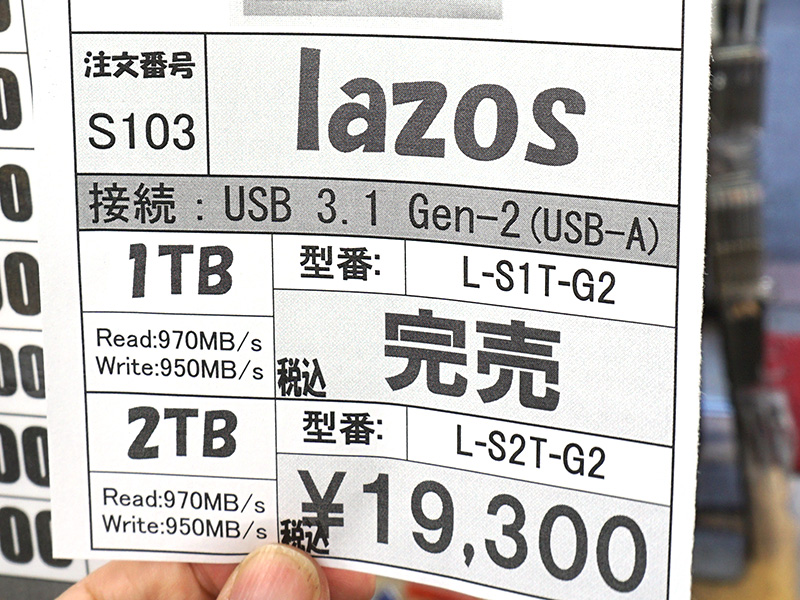 注文番号
S103
lazos
接続：USB 3.1 Gen-2(USB-A)
1TB
型番:
L-S1T-G2
Read:970MB/s
Write:950MB/s
税込
完売
2TB
型番:
L-S2T-G2
Read:970MB/s
Write:950MB/s
税込
¥19,300